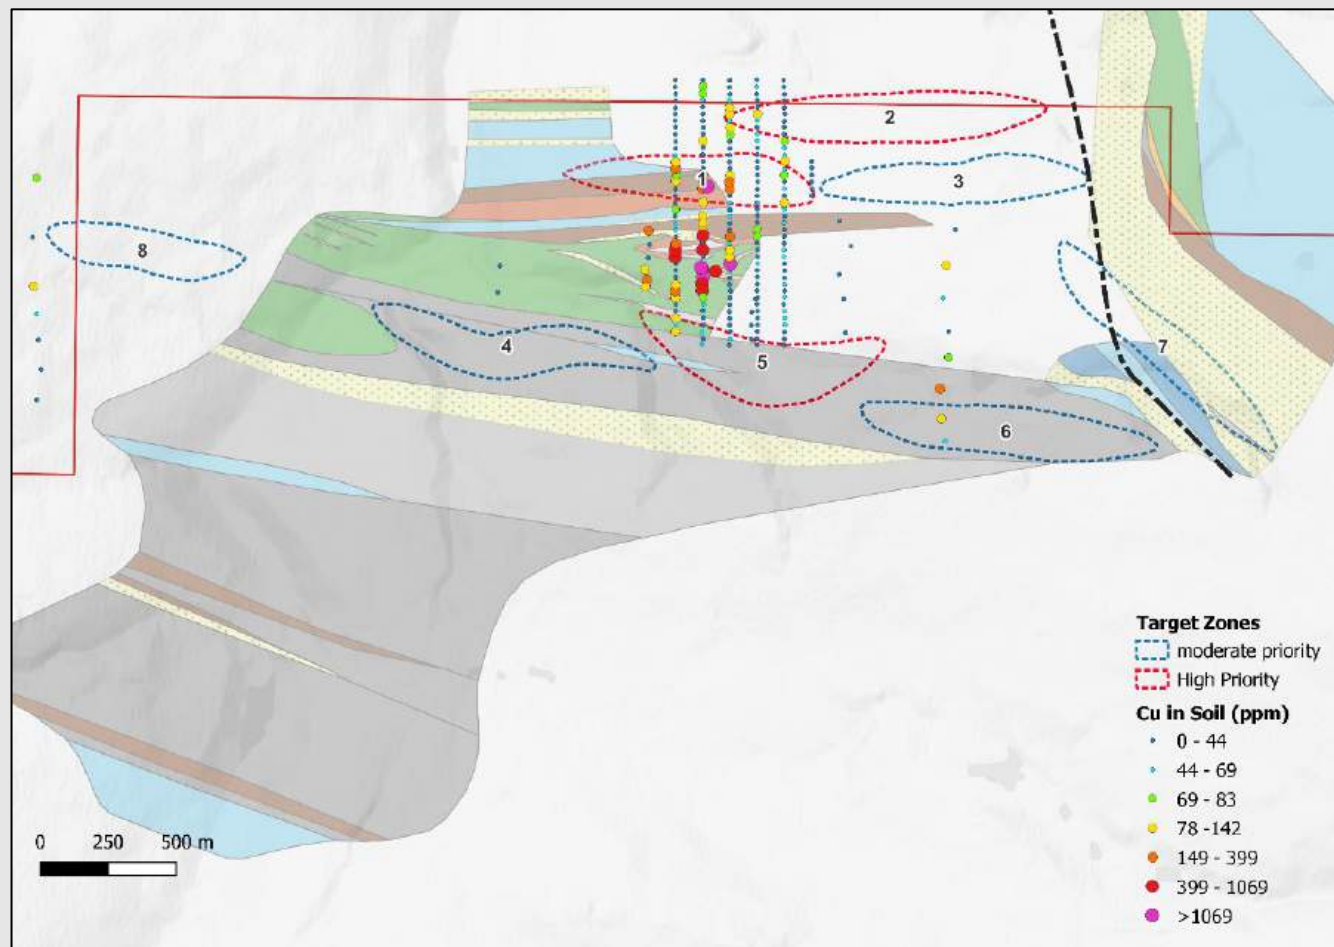 2
1
3
8
4
5
7
6
Target Zones
moderate priority
High Priority
Cu in Soil (ppm)
0 - 44
44 - 69
69 - 83
78 -142
149 - 399
399 - 1069
>1069
0 250 500 m